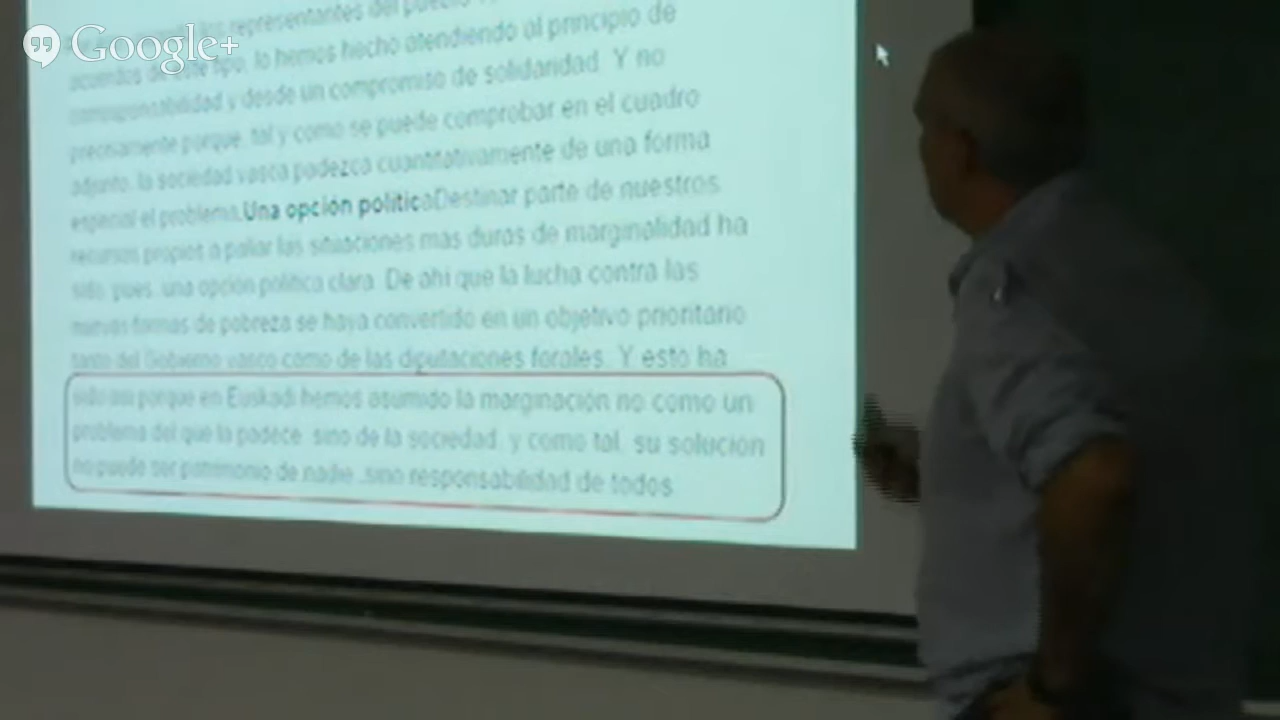 Google+
representantes del pueblo
acuerdos de este tipo, lo hemos hecho atendiendo al principio de
corresponsabilidad y desde un compromiso de solidaridad. Y no
precisamente porque, tal y como se puede comprobar en el cuadro
adjunto, la sociedad vasca padezca cuantitativamente de una forma
especial el problema.Una opción políticaDestinar parte de nuestros
recursos propios a paliar las situaciones más duras de marginalidad ha
sido, pues, una opción política clara. De ahí que la lucha contra las
nuevas formas de pobreza se haya convertido en un objetivo prioritario
tanto del Gobierno vasco como de las diputaciones forales. Y esto ha
sido así porque en Euskadi hemos asumido la marginación no como un
problema del que la padece, sino de la sociedad, y como tal, su solución
no puede ser patrimonio de nadie, sino responsabilidad de todos